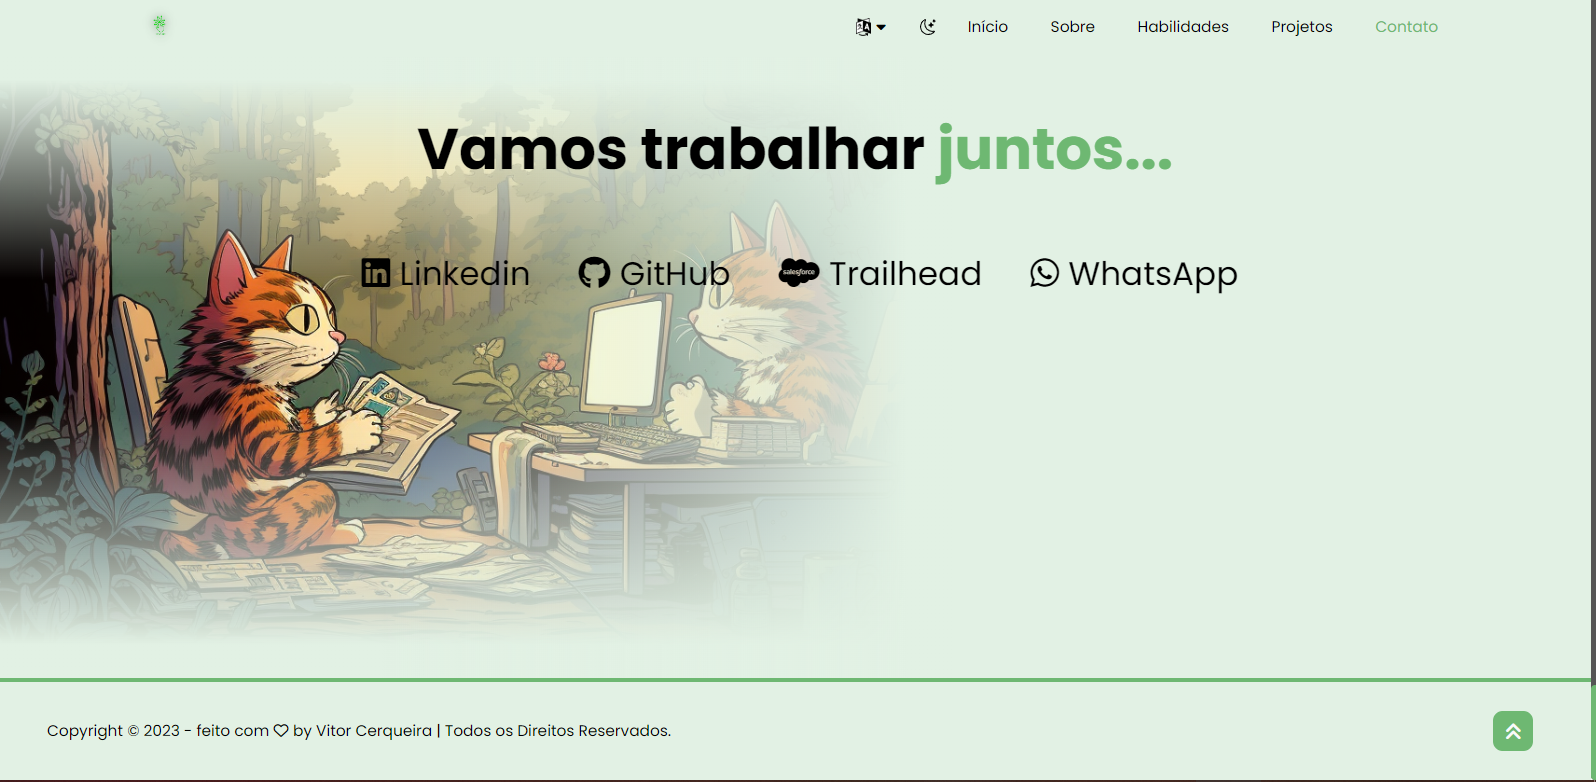 Início Sobre Habilidades Projetos Contato
Vamos trabalhar juntos...
Linkedin GitHub salesforce Trailhead WhatsApp
Copyright © 2023 - feito com ♡ by Vitor Cerqueira | Todos os Direitos Reservados.